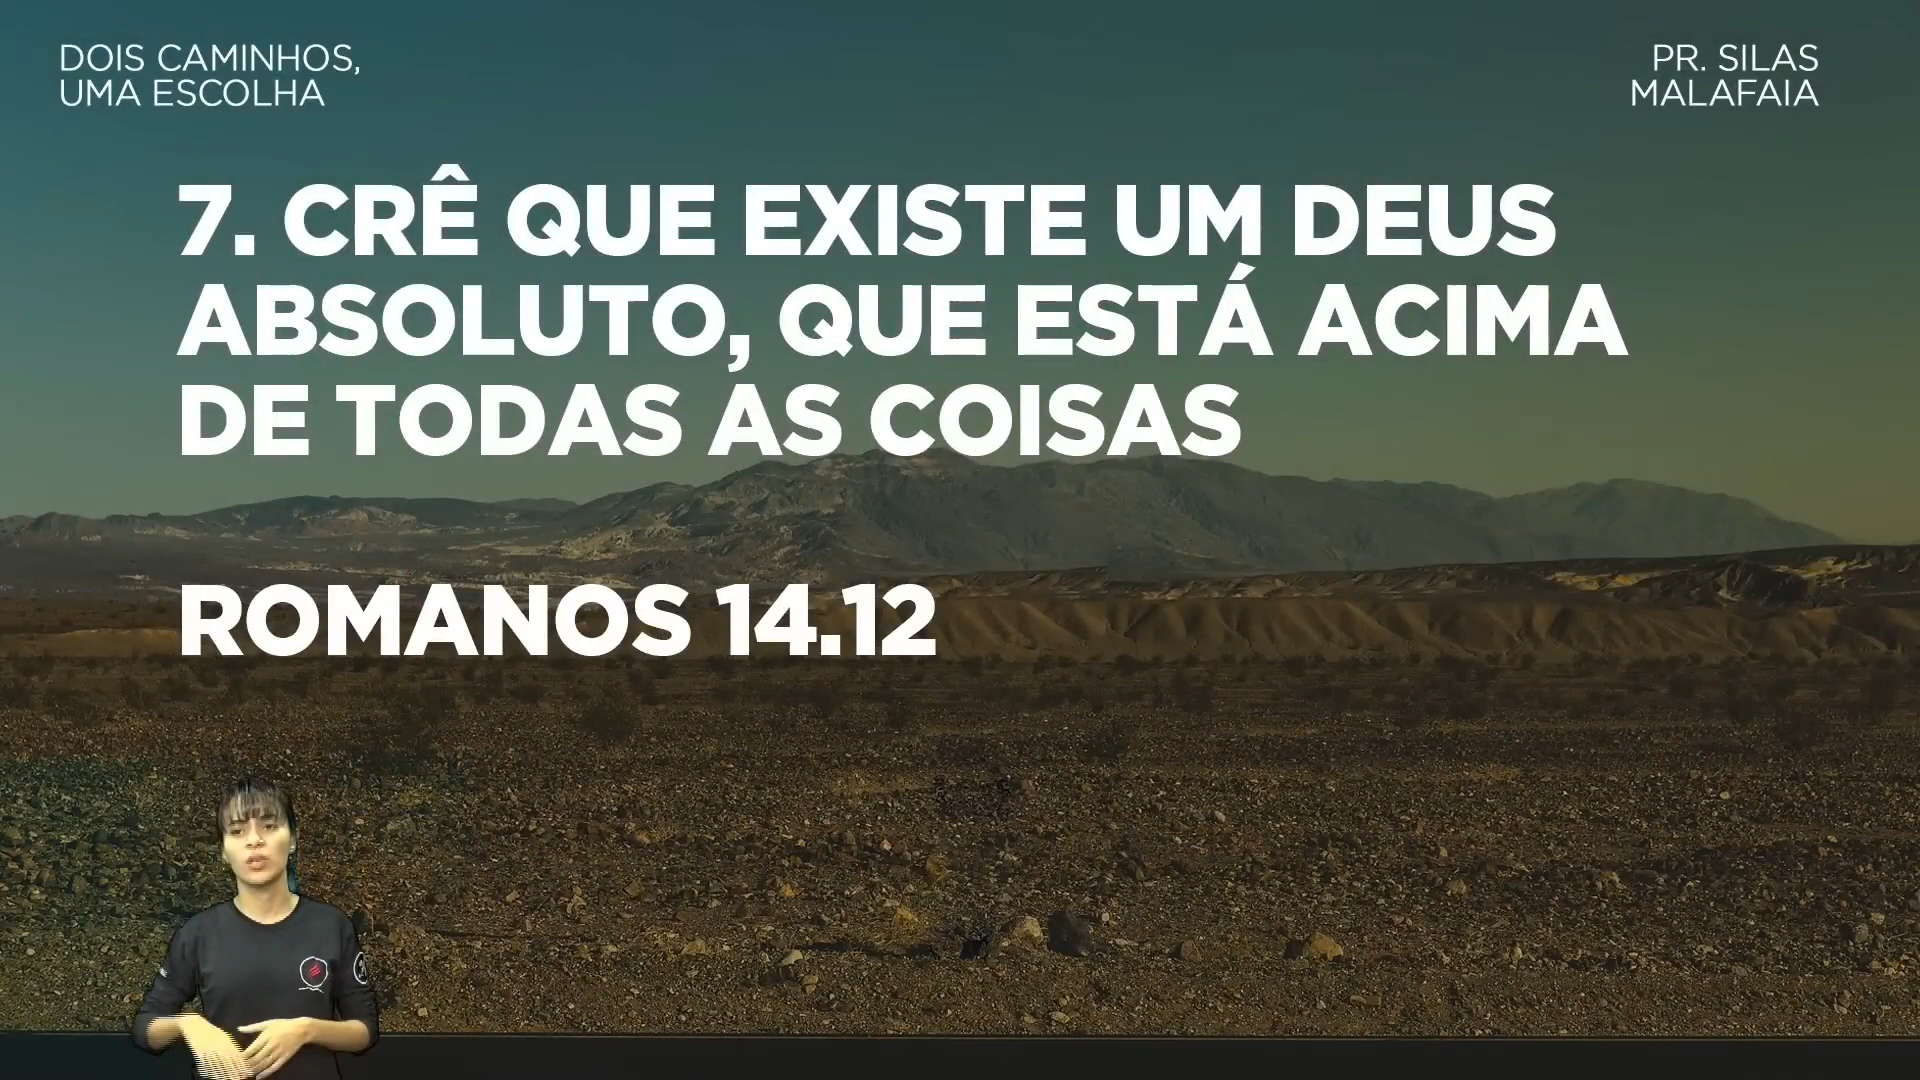 DOIS CAMINHOS,
UMA ESCOLHA
PR. SILAS
MALAFAIA
7. CRÊ QUE EXISTE UM DEUS
ABSOLUTO, QUE ESTÁ ACIMA
DE TODAS AS COISAS
ROMANOS 14.12